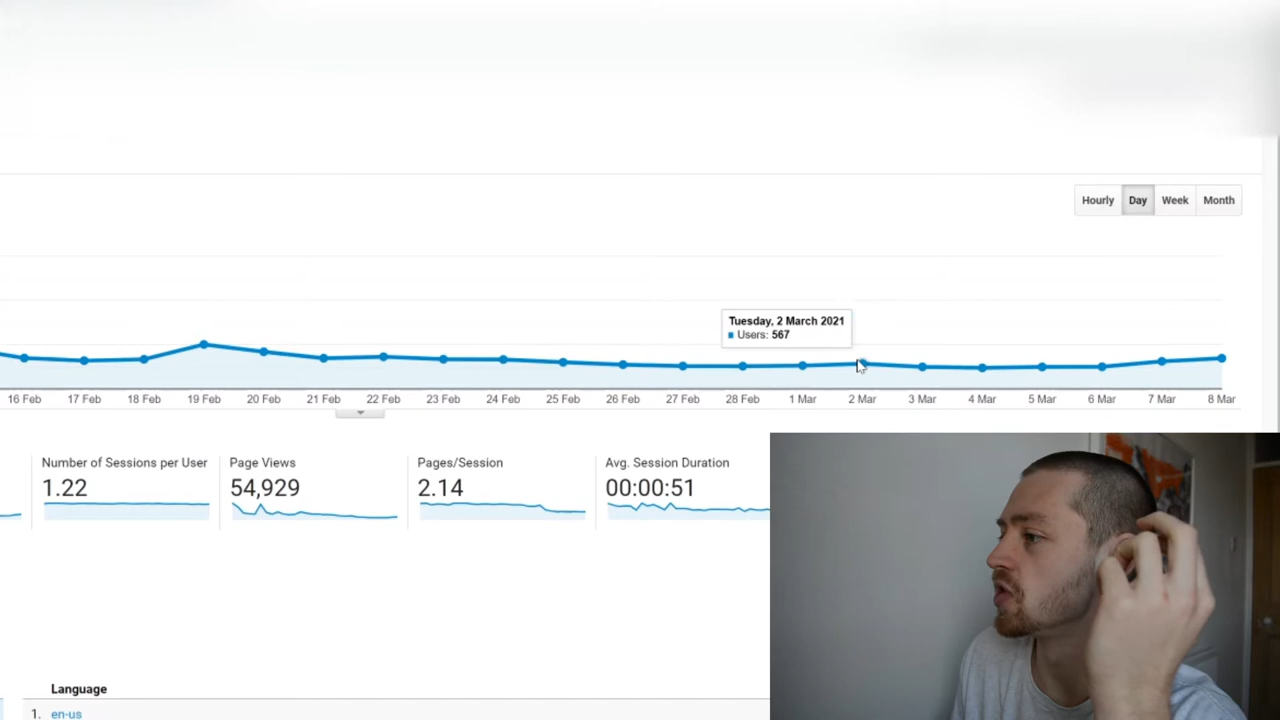 Hourly Day Week Month
Tuesday, 2 March 2021
Users: 567
16 Feb 17 Feb 18 Feb 19 Feb 20 Feb 21 Feb 22 Feb 23 Feb 24 Feb 25 Feb 26 Feb 27 Feb 28 Feb 1 Mar 2 Mar 3 Mar 4 Mar 5 Mar 6 Mar 7 Mar 8 Mar
Number of Sessions per User Page Views Pages/Session Avg. Session Duration
1.22 54,929 2.14 00:00:51
Language
1. en-us